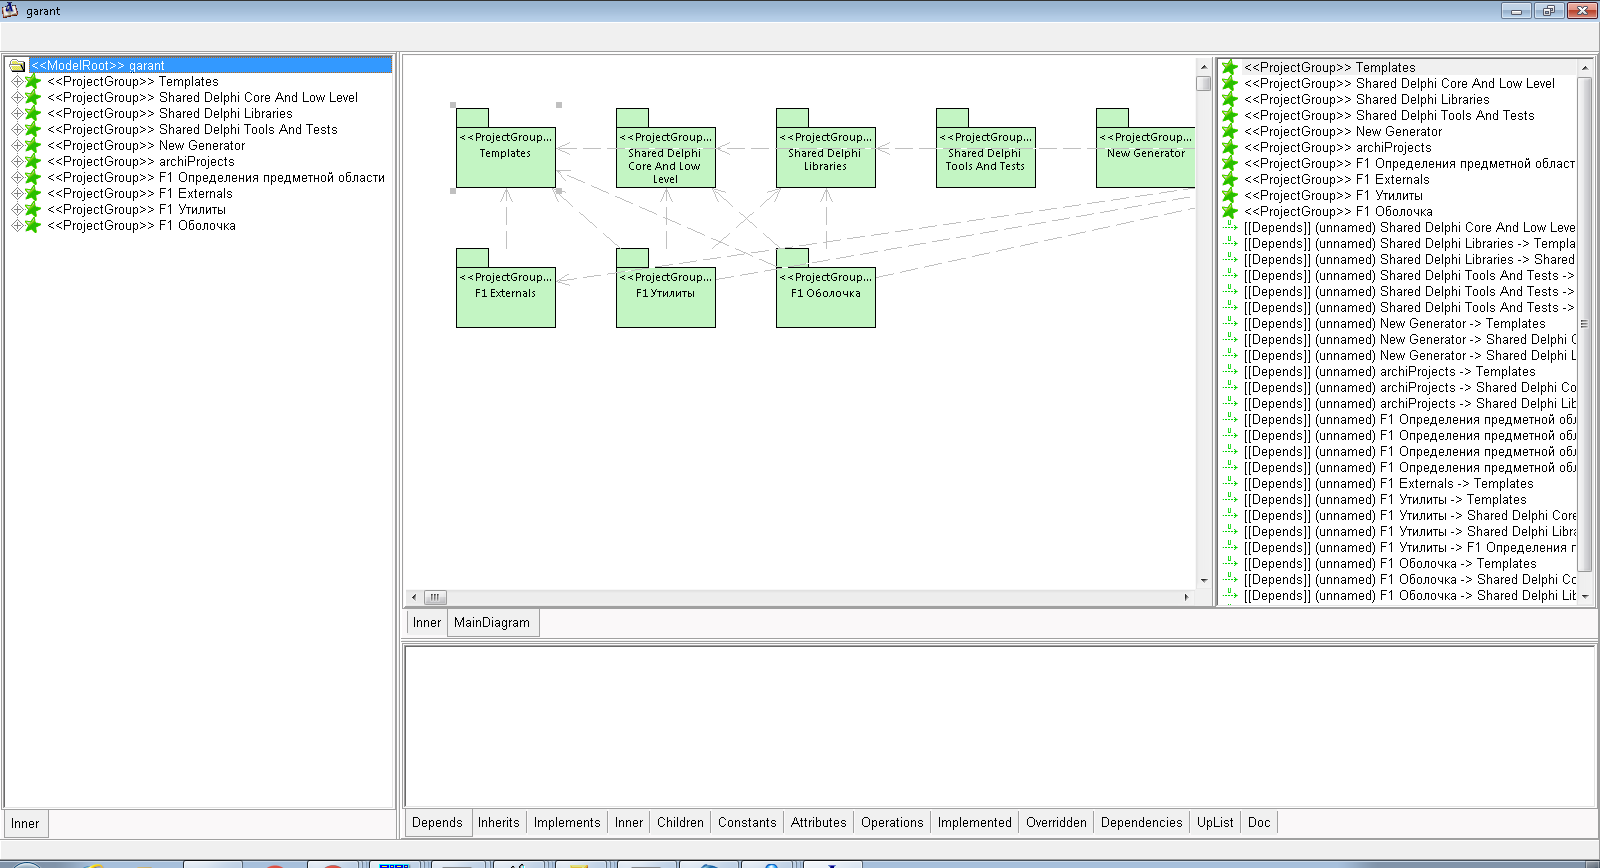 garant
<<ModelRoot>> garant
<<ProjectGroup>> Templates
<<ProjectGroup>> Shared Delphi Core And Low Level
<<ProjectGroup>> Shared Delphi Libraries
<<ProjectGroup>> Shared Delphi Tools And Tests
<<ProjectGroup>> New Generator
<<ProjectGroup>> archiProjects
<<ProjectGroup>> F1 Определения предметной области
<<ProjectGroup>> F1 Externals
<<ProjectGroup>> F1 Утилиты
<<ProjectGroup>> F1 Оболочка
Inner
<<ProjectGroup...
Templates
<<ProjectGroup...
Shared Delphi
Core And Low
Level
<<ProjectGroup...
Shared Delphi
Libraries
<<ProjectGroup...
Shared Delphi
Tools And Tests
<<ProjectGroup...
New Generator
<<ProjectGroup...
F1 Externals
<<ProjectGroup...
F1 Утилиты
<<ProjectGroup...
F1 Оболочка
Inner
MainDiagram
<<ProjectGroup>> Templates
<<ProjectGroup>> Shared Delphi Core And Low Level
<<ProjectGroup>> Shared Delphi Libraries
<<ProjectGroup>> Shared Delphi Tools And Tests
<<ProjectGroup>> New Generator
<<ProjectGroup>> archiProjects
<<ProjectGroup>> F1 Определения предметной област
<<ProjectGroup>> F1 Externals
<<ProjectGroup>> F1 Утилиты
<<ProjectGroup>> F1 Оболочка
[[Depends]] (unnamed) Shared Delphi Core And Low Leve
[[Depends]] (unnamed) Shared Delphi Libraries -> Templa
[[Depends]] (unnamed) Shared Delphi Libraries -> Shared
[[Depends]] (unnamed) Shared Delphi Tools And Tests ->
[[Depends]] (unnamed) Shared Delphi Tools And Tests ->
[[Depends]] (unnamed) Shared Delphi Tools And Tests ->
[[Depends]] (unnamed) New Generator -> Templates
[[Depends]] (unnamed) New Generator -> Shared Delphi C
[[Depends]] (unnamed) New Generator -> Shared Delphi L
[[Depends]] (unnamed) archiProjects -> Templates
[[Depends]] (unnamed) archiProjects -> Shared Delphi Co
[[Depends]] (unnamed) archiProjects -> Shared Delphi Lib
[[Depends]] (unnamed) F1 Определения предметной обл
[[Depends]] (unnamed) F1 Определения предметной обл
[[Depends]] (unnamed) F1 Определения предметной обл
[[Depends]] (unnamed) F1 Определения предметной обл
[[Depends]] (unnamed) F1 Externals -> Templates
[[Depends]] (unnamed) F1 Утилиты -> Templates
[[Depends]] (unnamed) F1 Утилиты -> Shared Delphi Core
[[Depends]] (unnamed) F1 Утилиты -> Shared Delphi Libra
[[Depends]] (unnamed) F1 Утилиты -> F1 Определения п
[[Depends]] (unnamed) F1 Оболочка -> Templates
[[Depends]] (unnamed) F1 Оболочка -> Shared Delphi Co
[[Depends]] (unnamed) F1 Оболочка -> Shared Delphi Lib
Depends
Inherits
Implements
Inner
Children
Constants
Attributes
Operations
Implemented
Overridden
Dependencies
UpList
Doc